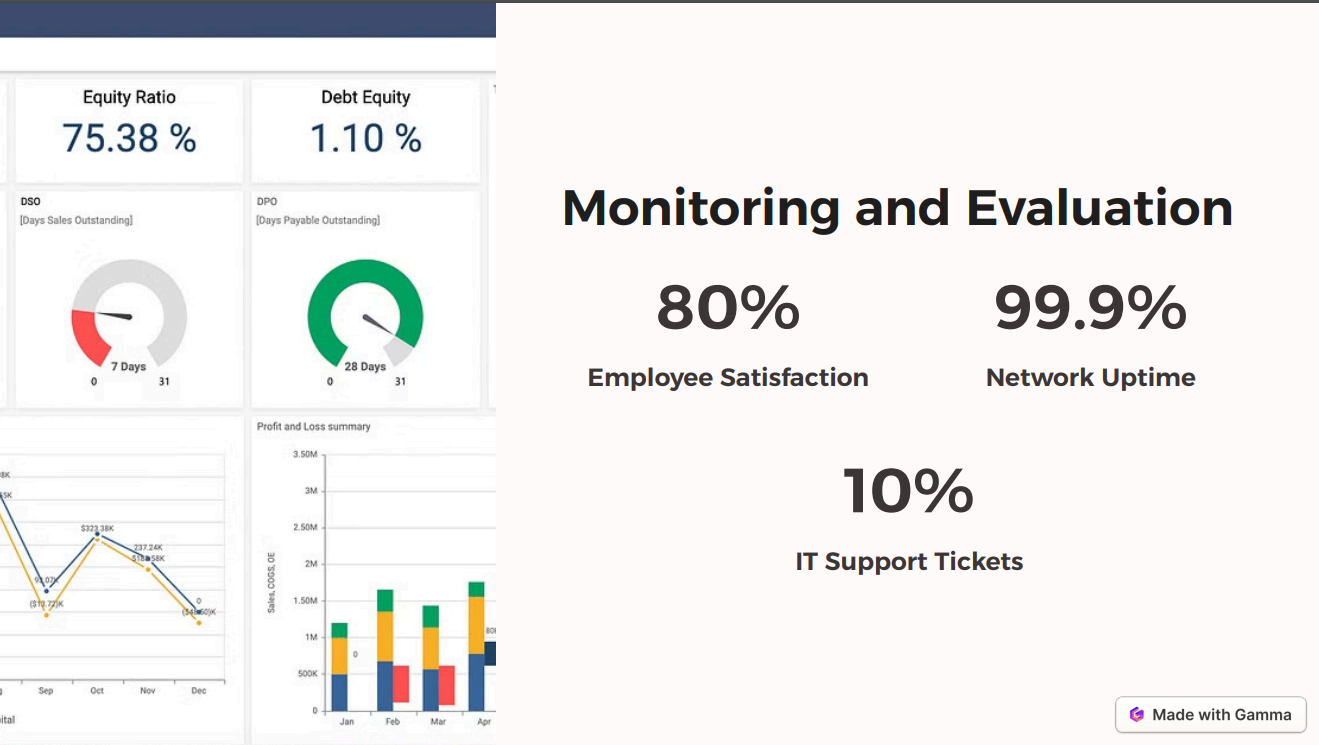 Equity Ratio
75.38 %
Debt Equity
1.10 %
DSO
[Days Sales Outstanding]
7 Days
0
31
DPO
[Days Payable Outstanding]
28 Days
0
31
$323.38K
237.24K
0
Sep
Oct
Nov
Dec
Profit and Loss summary
3.50M
3M
2.50M
2M
1.50M
1M
500K
0
Sales, COGS, OE
0
Jan
Feb
Mar
Apr
Monitoring and Evaluation
80%
Employee Satisfaction
99.9%
Network Uptime
10%
IT Support Tickets
Made with Gamma